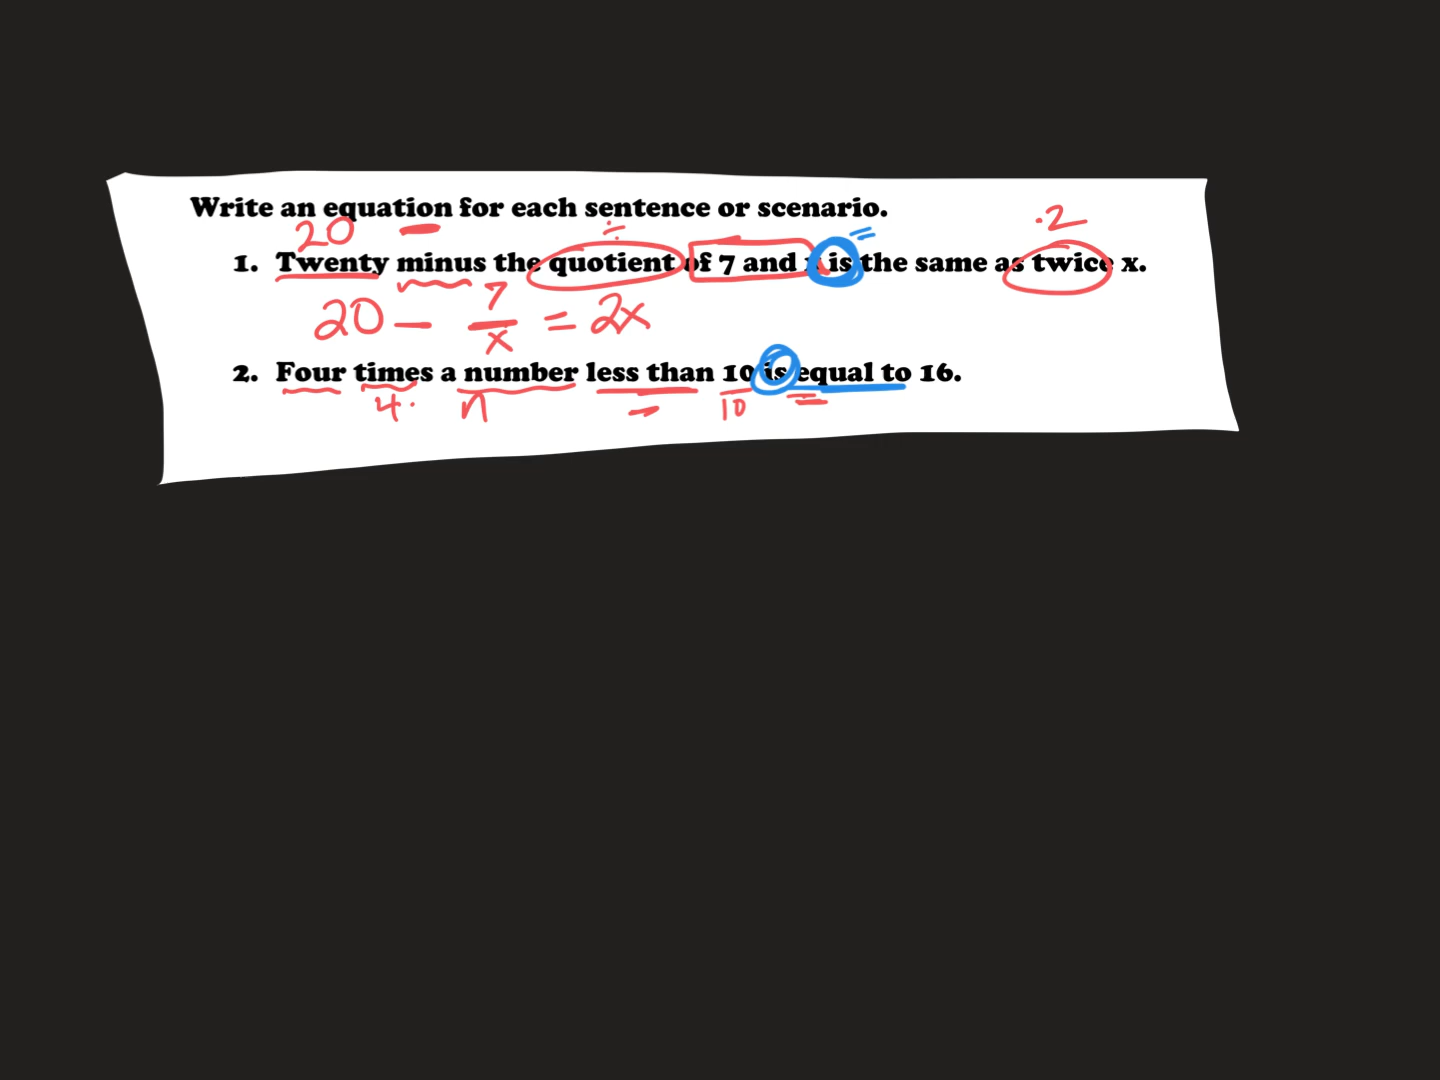 Write an equation for each sentence or scenario.
20 — ÷ = ·2
1. Twenty minus the quotient of 7 and x is the same as twice x.
20 — 7/x = 2x
2. Four times a number less than 10 is equal to 16.
4· n — 10 =